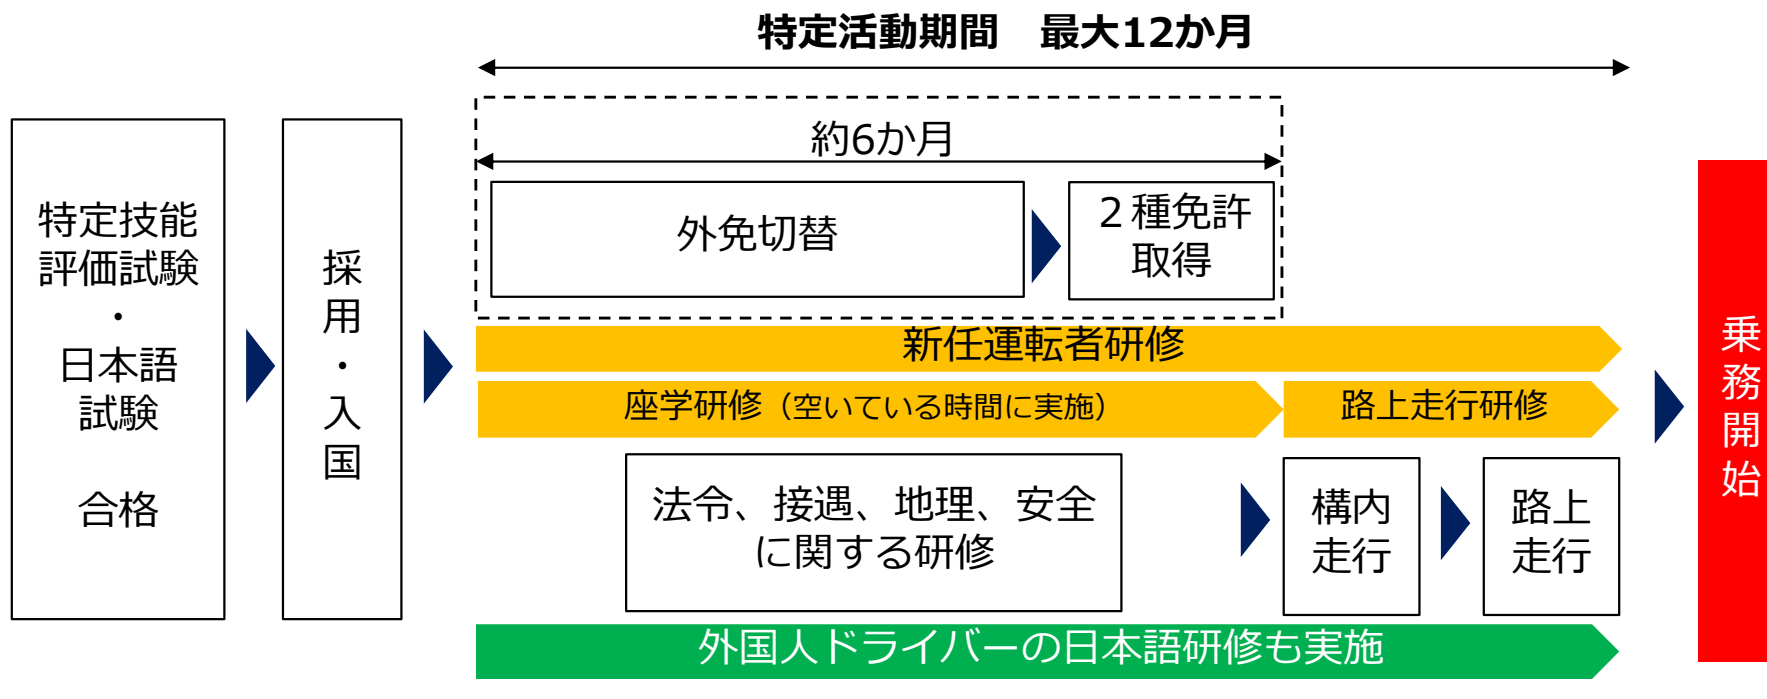 特定活動期間　最大12か月
特定技能
評価試験
・
日本語
試験
合格
採用・入国
約6か月
外免切替
２種免許
取得
新任運転者研修
座学研修（空いている時間に実施）
路上走行研修
法令、接遇、地理、安全
に関する研修
構内
走行
路上
走行
外国人ドライバーの日本語研修も実施
乗務開始